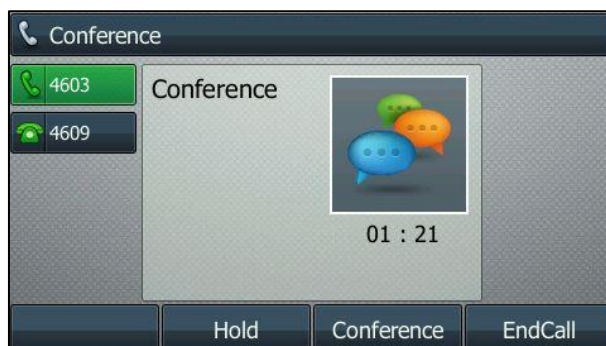 Conference
4603
Conference
4609
01 : 21
Hold Conference EndCall